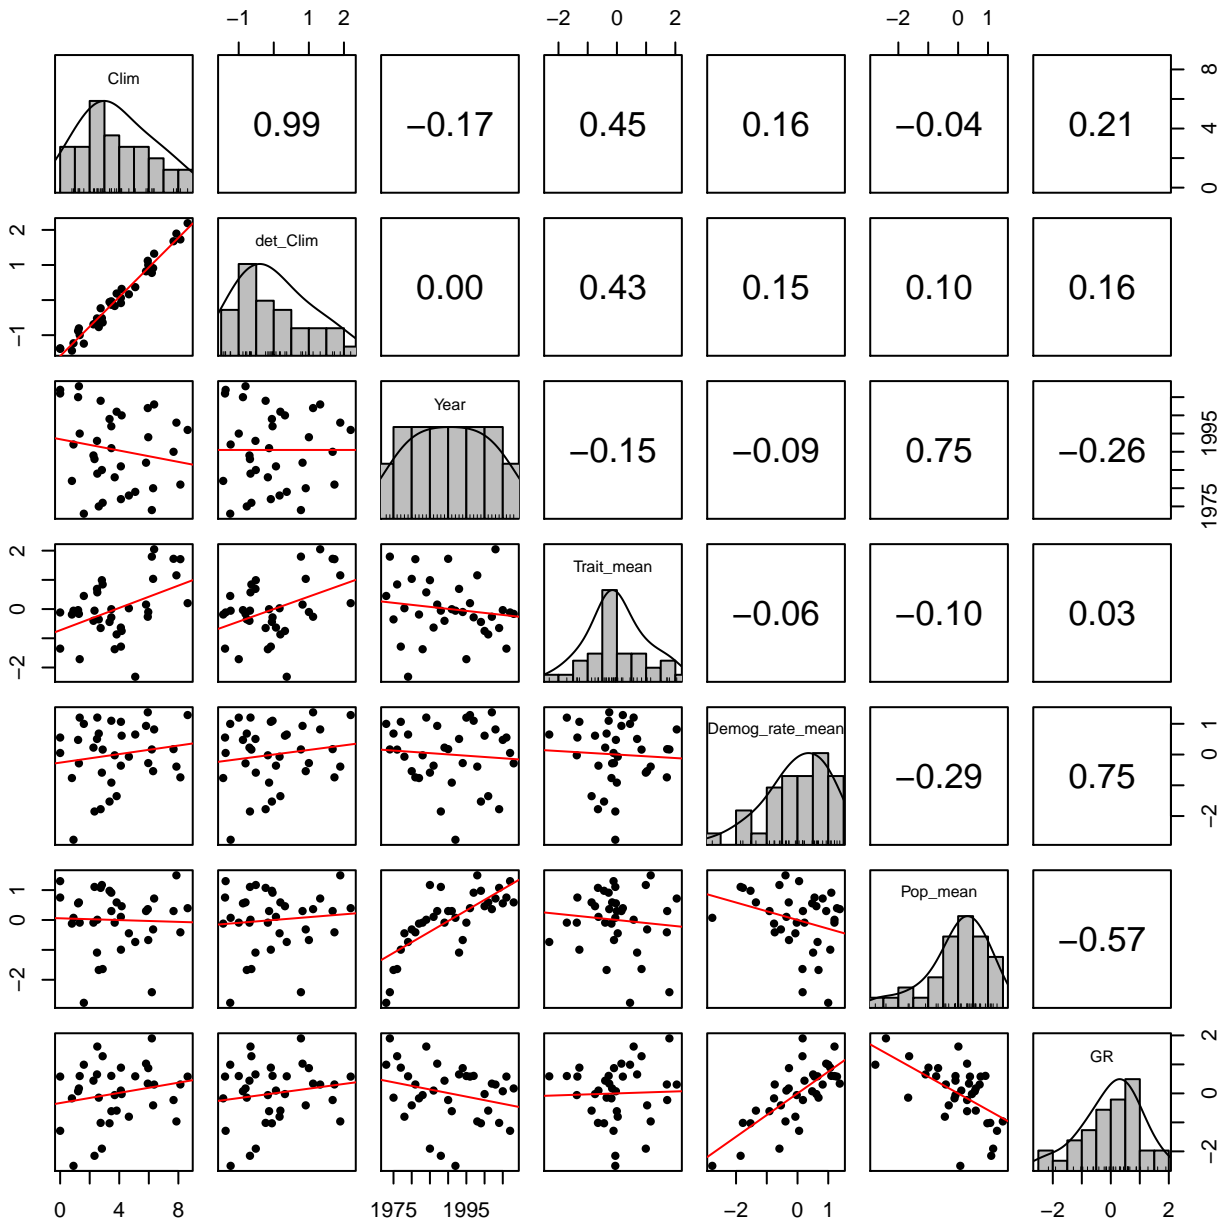 −1 1 2 −2 0 2 −2 0 1
Clim 0.99 −0.17 0.45 0.16 −0.04 0.21 0 4 8
−1 1 2 det_Clim 0.00 0.43 0.15 0.10 0.16
Year −0.15 −0.09 0.75 −0.26 1975 1995
−2 0 2 Trait_mean −0.06 −0.10 0.03
Demog_rate_mean −0.29 0.75 −2 0 1
−2 0 1 Pop_mean −0.57
GR −2 0 2
0 4 8 1975 1995 −2 0 −2 0 2